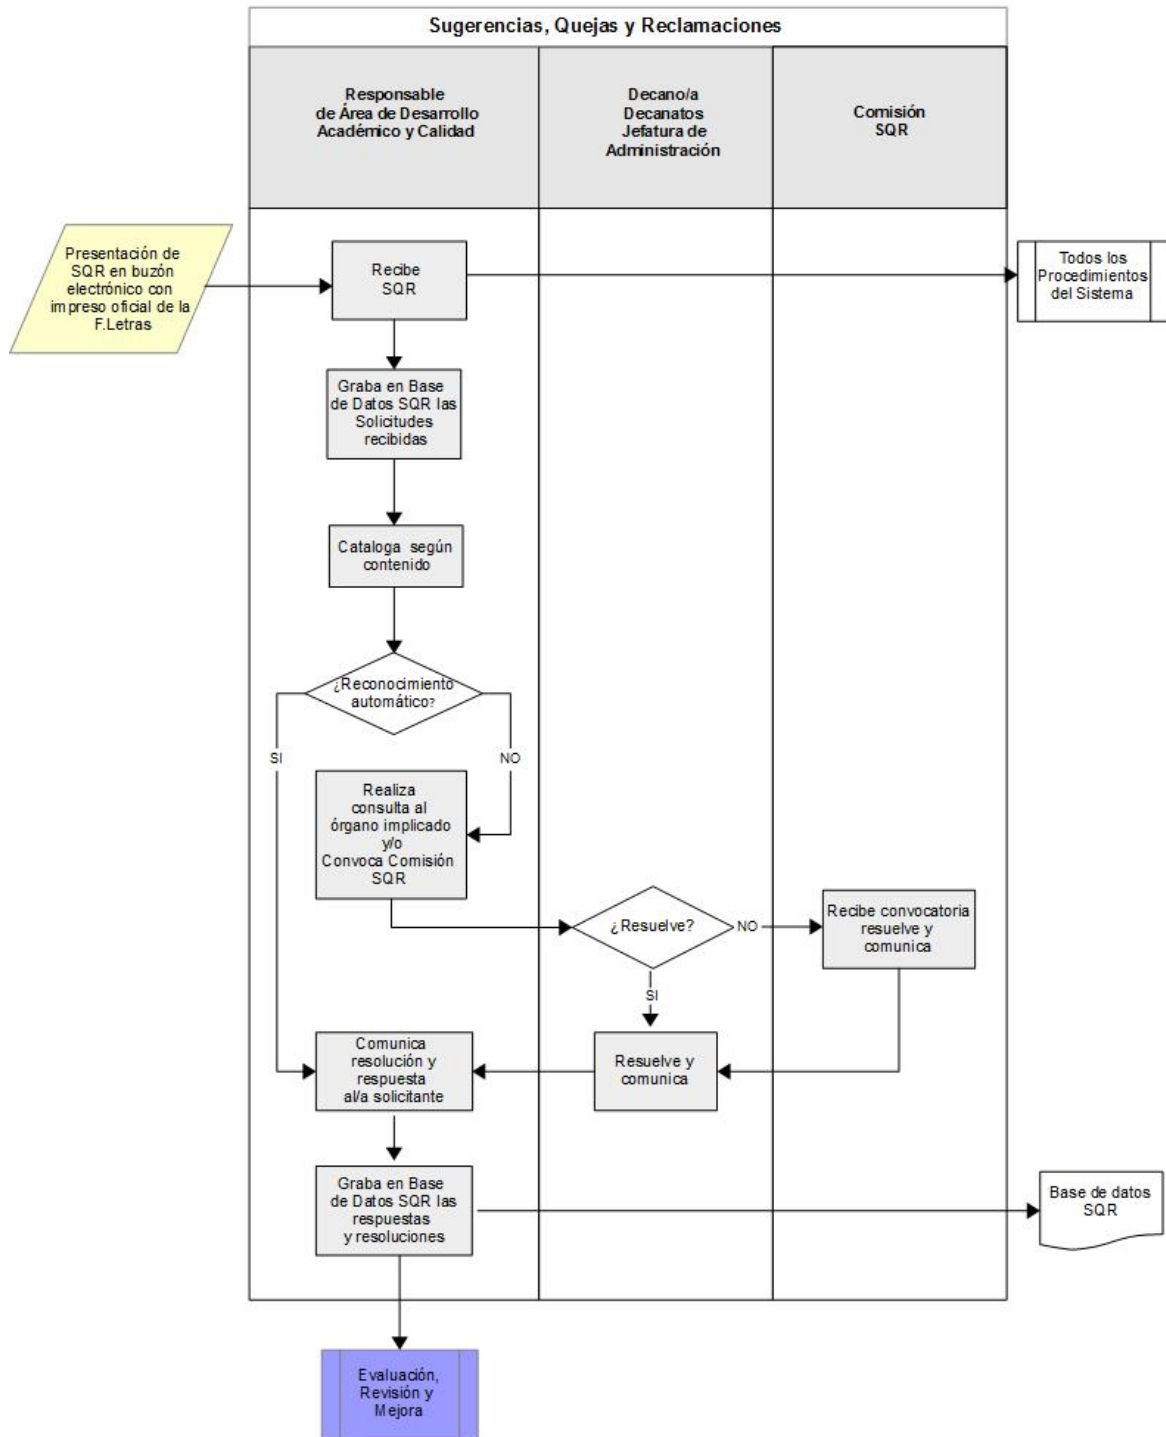 Sugerencias, Quejas y Reclamaciones
Responsable
de Área de Desarrollo
Académico y Calidad
Decano/a
Decanatos
Jefatura de
Administración
Comisión
SQR
Presentación de
SQR en buzón
electrónico con
impreso oficial de la
F.Letras
Recibe
SQR
Todos los
Procedimientos
del Sistema
Graba en Base
de Datos SQR las
Solicitudes
recibidas
Cataloga según
contenido
¿Reconocimiento
automático?
SI
NO
Realiza
consulta al
órgano implicado
y/o
Convoca Comisión
SQR
¿Resuelve?
NO
Recibe convocatoria
resuelve y
comunica
SI
Comunica
resolución y
respuesta
al/a solicitante
Resuelve y
comunica
Graba en Base
de Datos SQR las
respuestas
y resoluciones
Base de datos
SQR
Evaluación,
Revisión y
Mejora